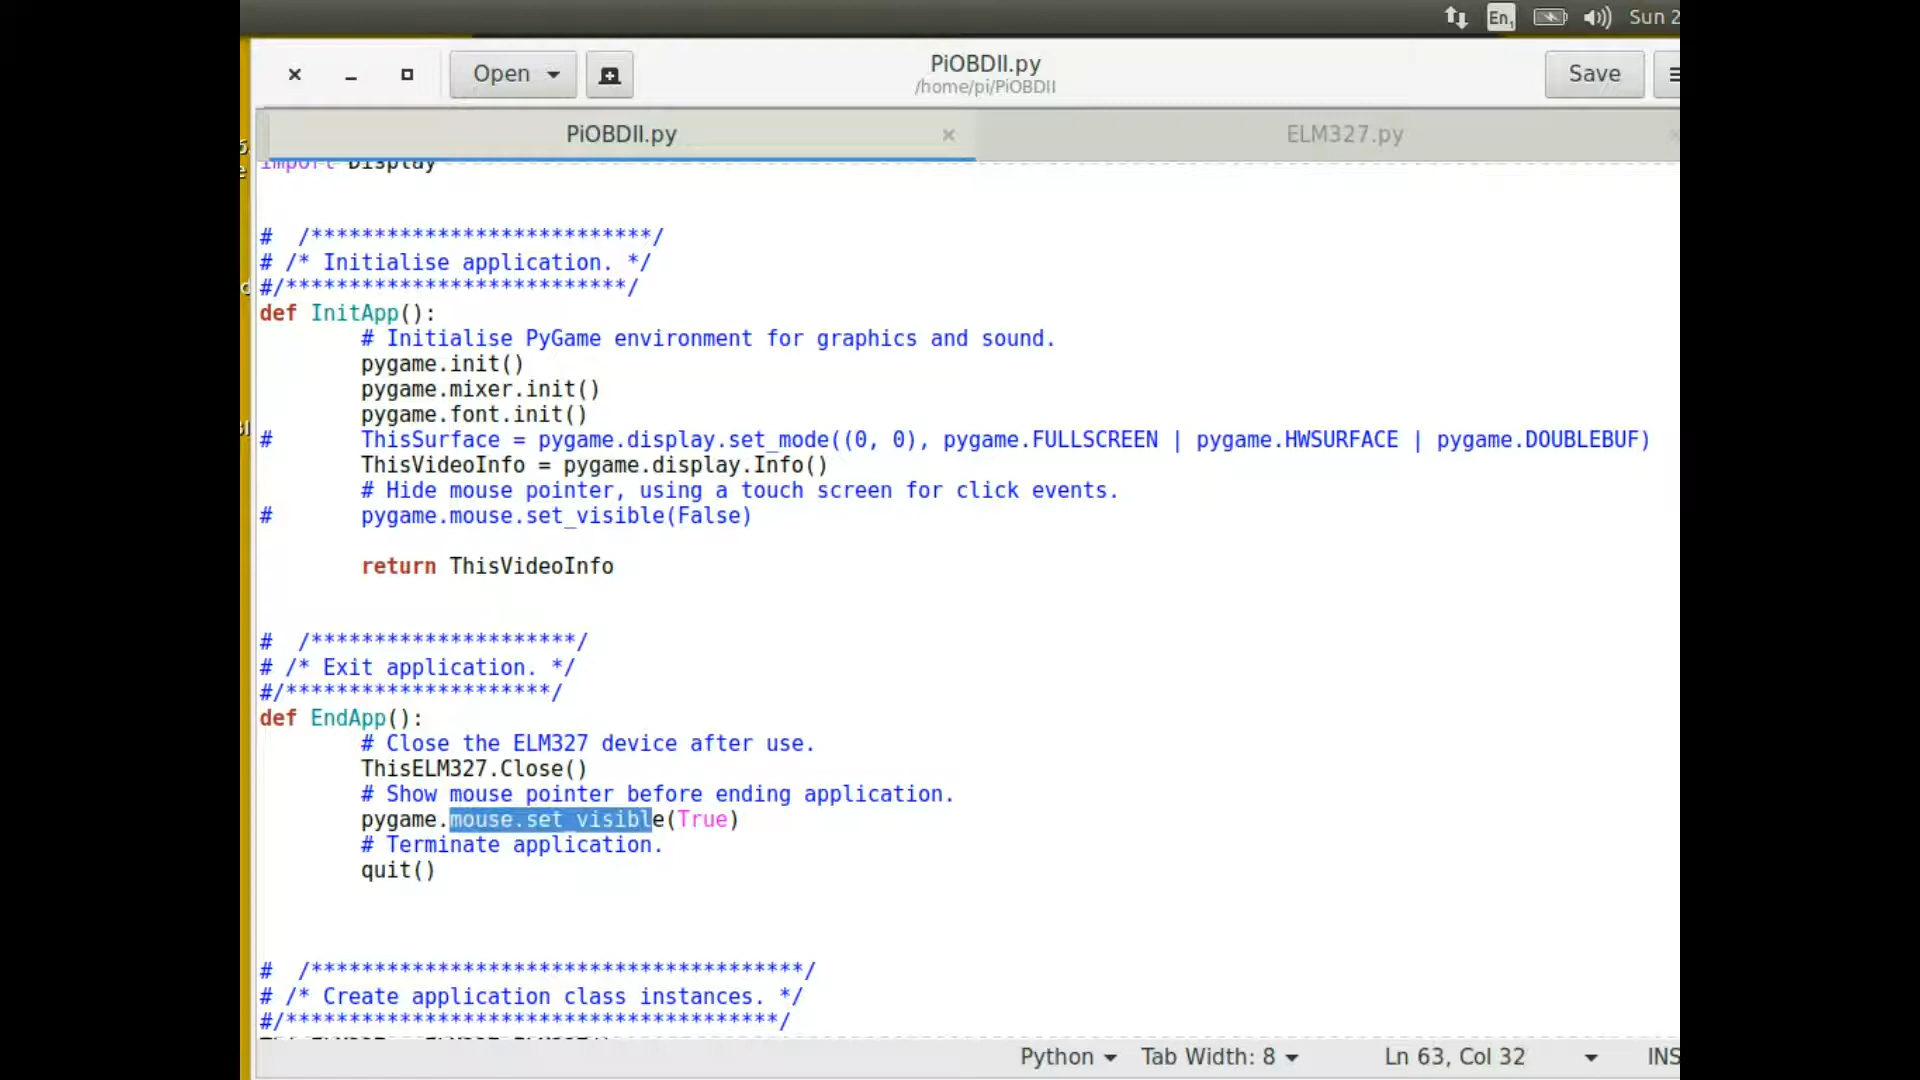 En1 Sun 2
Open PiOBDII.py Save
/home/pi/PiOBDII
PiOBDII.py × ELM327.py
import Display
#  /***************************/
# /* Initialise application. */
#/***************************/
def InitApp():
# Initialise PyGame environment for graphics and sound.
pygame.init()
pygame.mixer.init()
pygame.font.init()
# ThisSurface = pygame.display.set_mode((0, 0), pygame.FULLSCREEN | pygame.HWSURFACE | pygame.DOUBLEBUF)
ThisVideoInfo = pygame.display.Info()
# Hide mouse pointer, using a touch screen for click events.
# pygame.mouse.set_visible(False)
return ThisVideoInfo
#  /*********************/
# /* Exit application. */
#/*********************/
def EndApp():
# Close the ELM327 device after use.
ThisELM327.Close()
# Show mouse pointer before ending application.
pygame.mouse.set_visible(True)
# Terminate application.
quit()
#  /***************************************/
# /* Create application class instances. */
#/***************************************/
Python Tab Width: 8 Ln 63, Col 32 INS